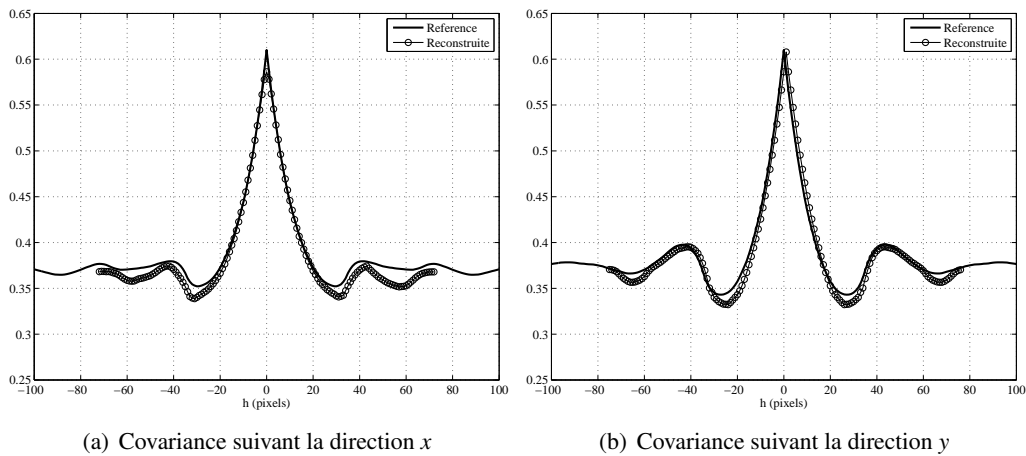 0.65
0.6
0.55
0.5
0.45
0.4
0.35
0.3
0.25
−100 −80 −60 −40 −20 0 20 40 60 80 100
h (pixels)
Reference
Reconstruite
(a) Covariance suivant la direction x
0.65
0.6
0.55
0.5
0.45
0.4
0.35
0.3
0.25
−100 −80 −60 −40 −20 0 20 40 60 80 100
h (pixels)
Reference
Reconstruite
(b) Covariance suivant la direction y